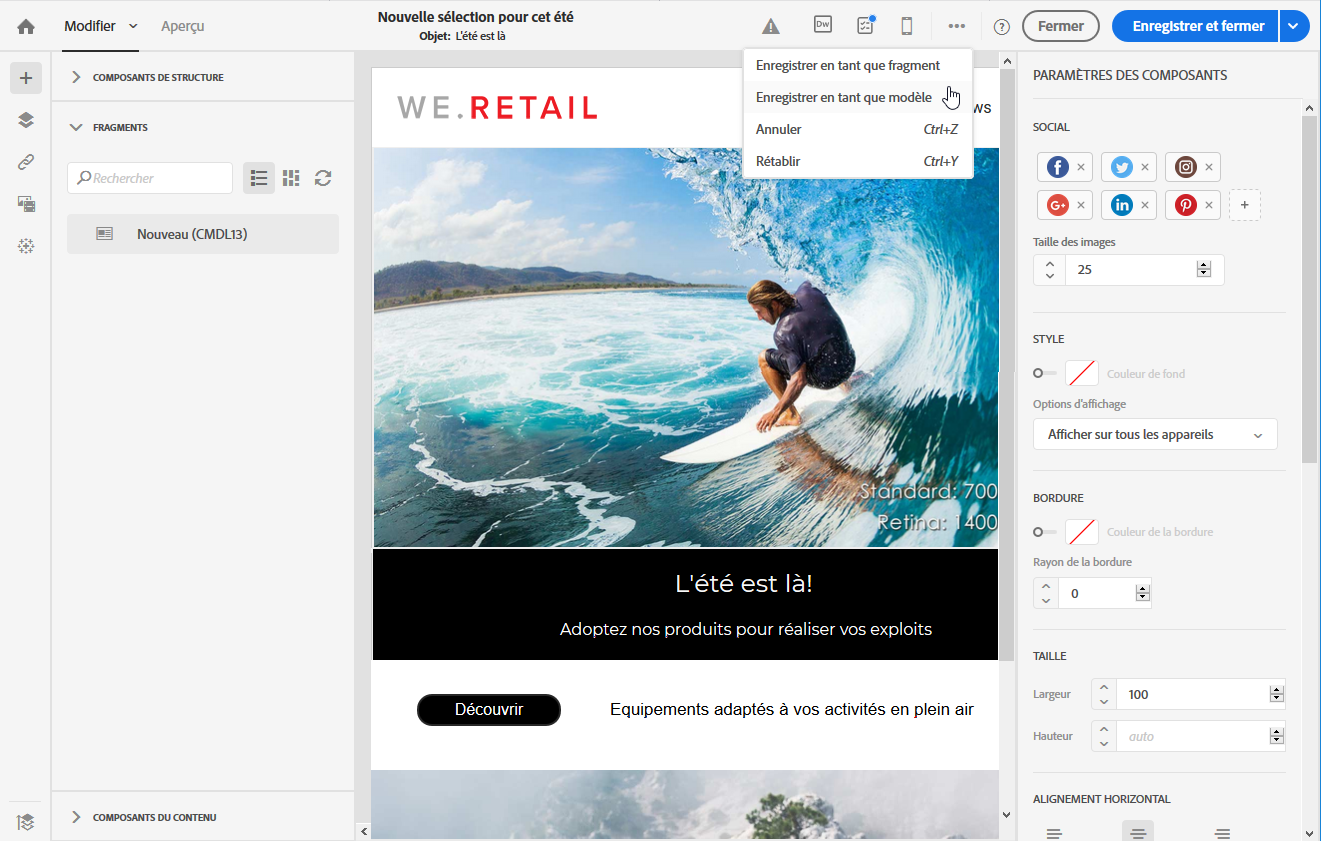 Modifier
Aperçu
Nouvelle sélection pour cet été
Objet: L'été est là
Dw
?
Fermer
Enregistrer et fermer
Enregistrer en tant que fragment
Enregistrer en tant que modèle
Annuler Ctrl+Z
Rétablir Ctrl+Y
COMPOSANTS DE STRUCTURE
FRAGMENTS
Rechercher
Nouveau (CMDL13)
COMPOSANTS DU CONTENU
WE.RETAIL
Standard: 700
Retina: 1400
L'été est là!
Adoptez nos produits pour réaliser vos exploits
Découvrir
Equipements adaptés à vos activités en plein air
PARAMÈTRES DES COMPOSANTS
SOCIAL
Taille des images
25
STYLE
Couleur de fond
Options d'affichage
Afficher sur tous les appareils
BORDURE
Couleur de la bordure
Rayon de la bordure
0
TAILLE
Largeur 100
Hauteur auto
ALIGNEMENT HORIZONTAL